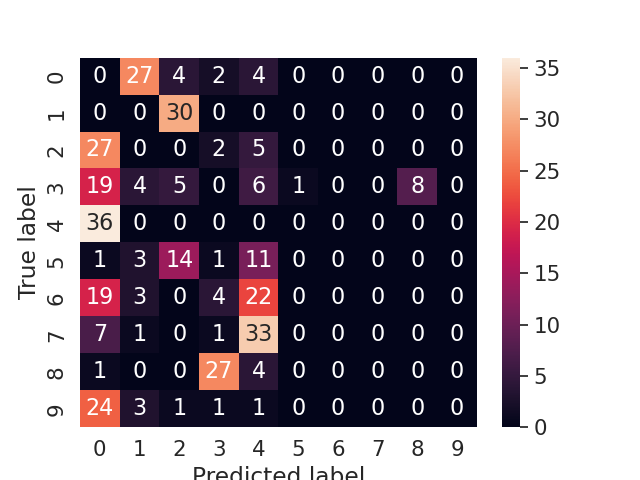 0 0 27 4 2 4 0 0 0 0 0
1 0 0 30 0 0 0 0 0 0 0
2 27 0 0 2 5 0 0 0 0 0
3 19 4 5 0 6 1 0 0 8 0
4 36 0 0 0 0 0 0 0 0 0
5 1 3 14 1 11 0 0 0 0 0
6 19 3 0 4 22 0 0 0 0 0
7 7 1 0 1 33 0 0 0 0 0
8 1 0 0 27 4 0 0 0 0 0
9 24 3 1 1 1 0 0 0 0 0
0 1 2 3 4 5 6 7 8 9
Predicted label
True label
35
30
25
20
15
10
5
0